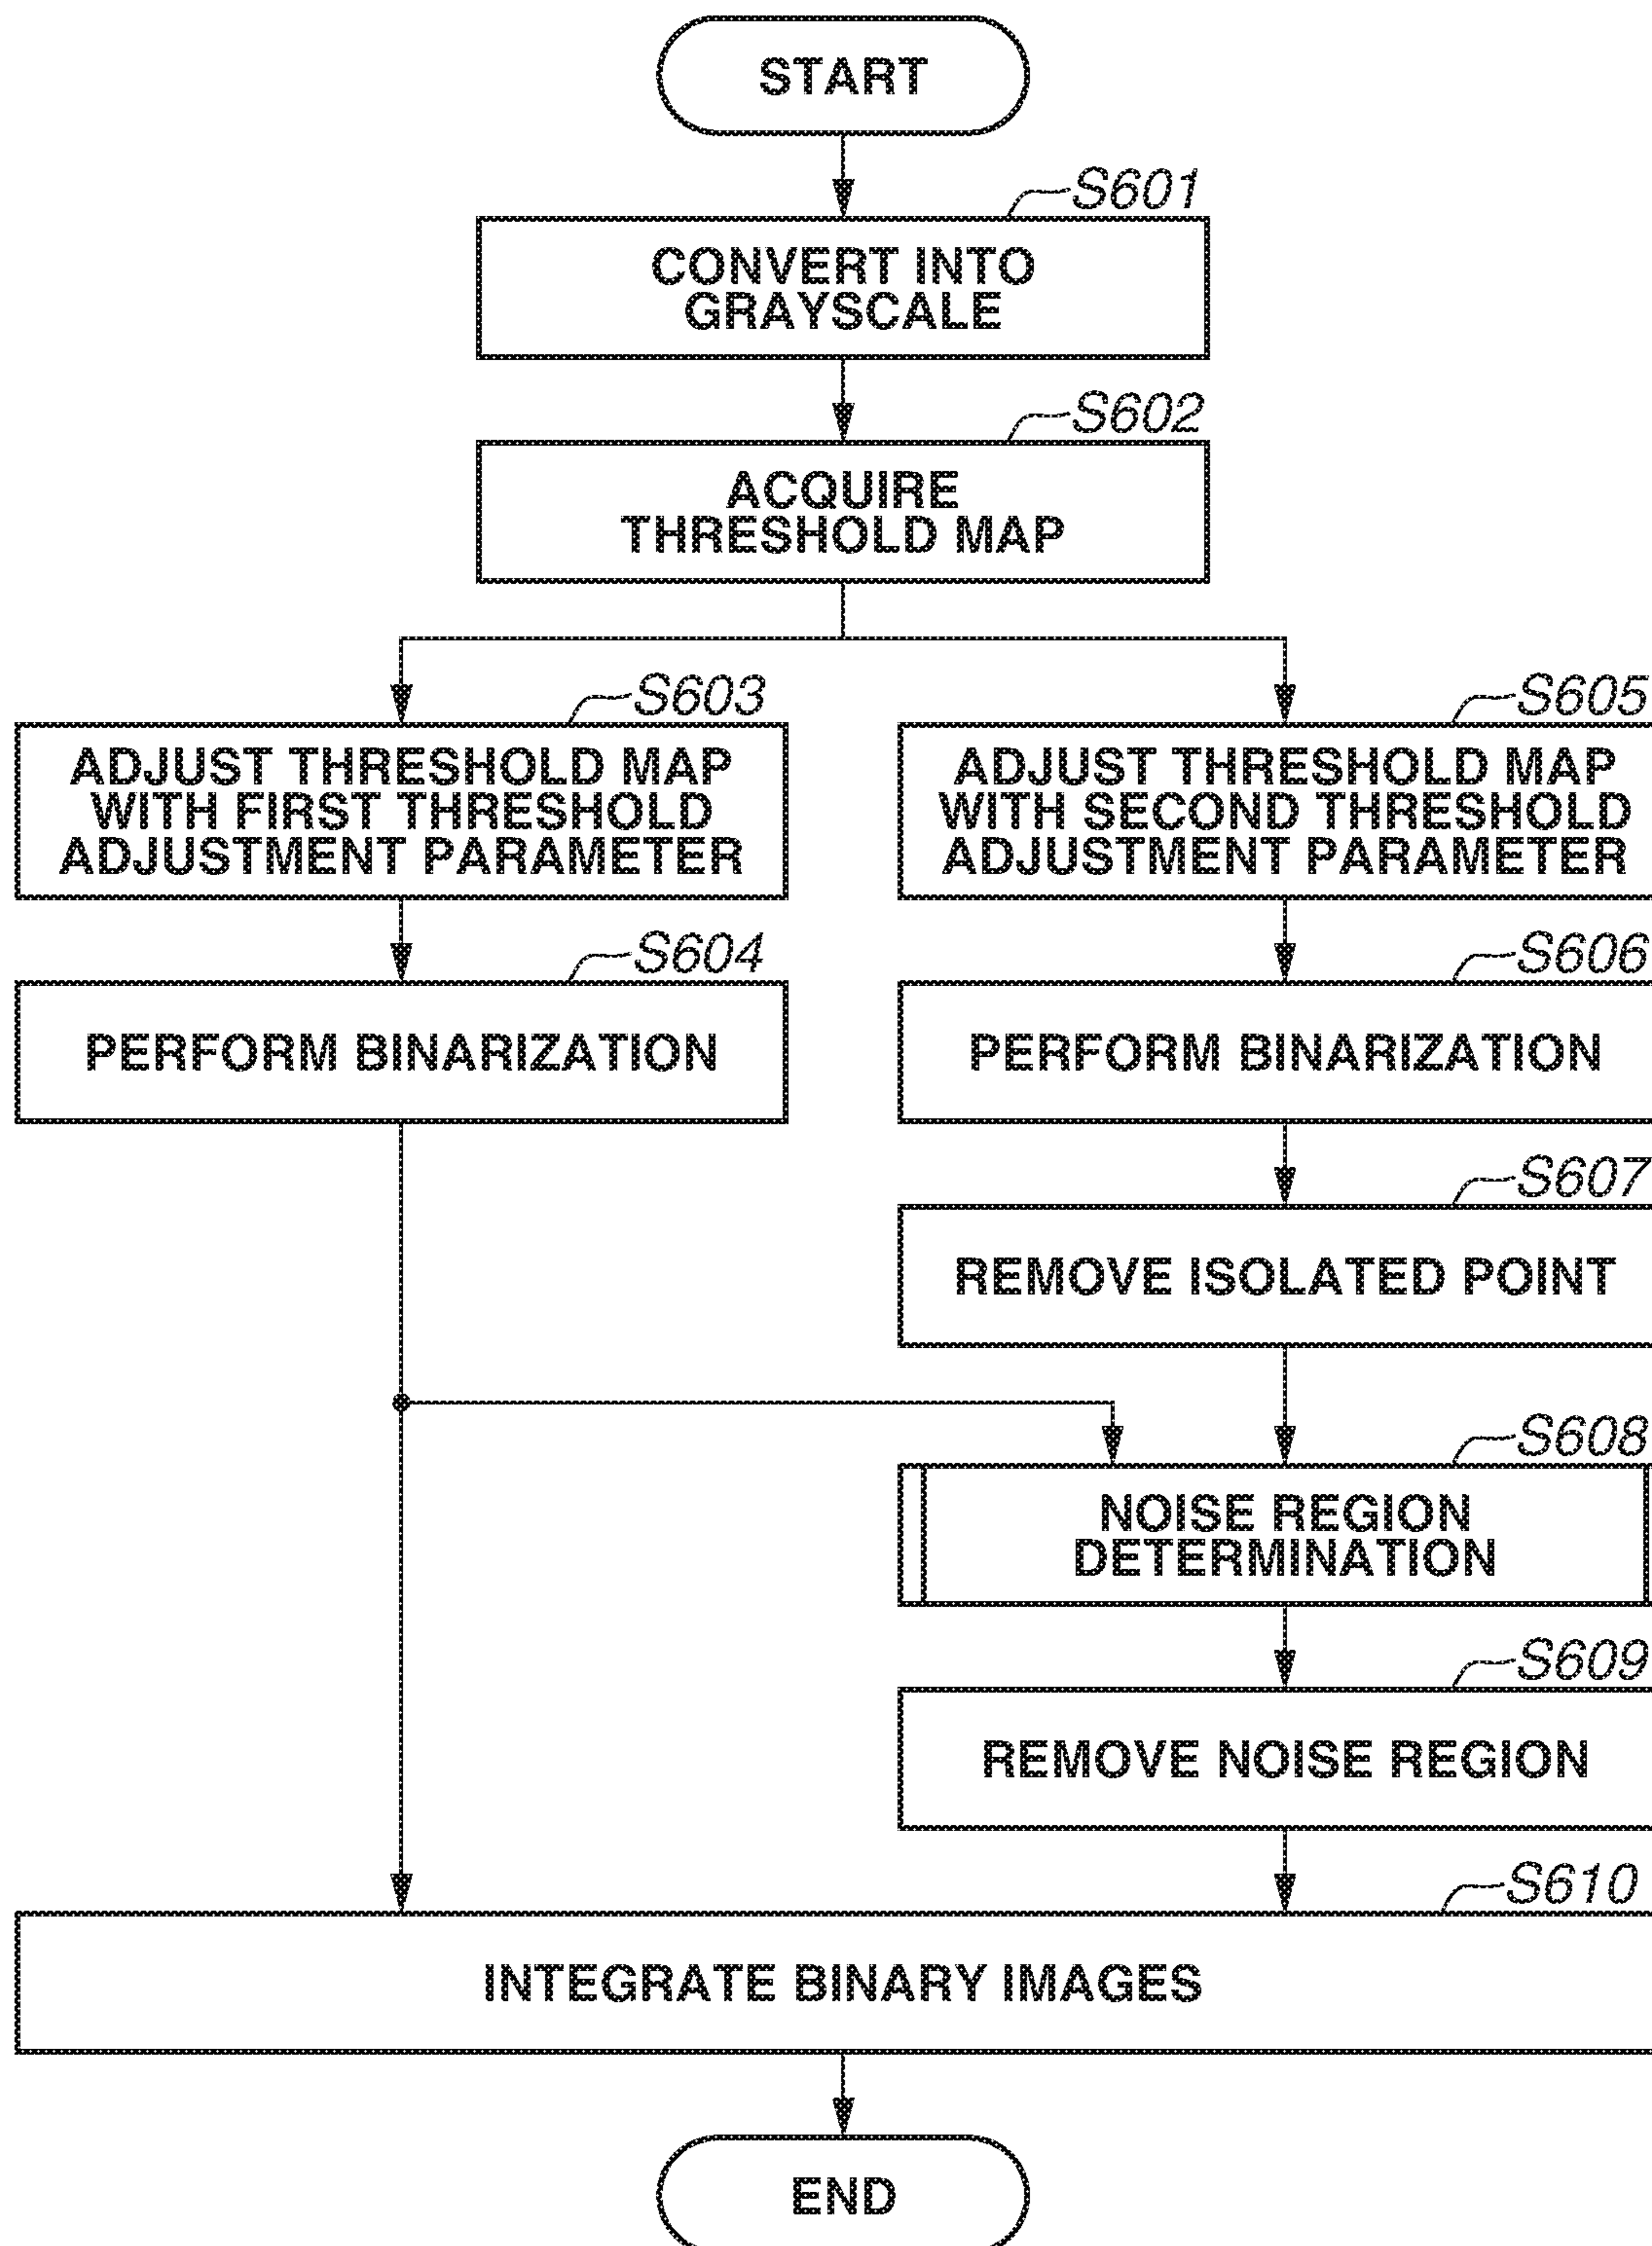 START
S601
CONVERT INTO
GRAYSCALE
S602
ACQUIRE
THRESHOLD MAP
S603
ADJUST THRESHOLD MAP
WITH FIRST THRESHOLD
ADJUSTMENT PARAMETER
S605
ADJUST THRESHOLD MAP
WITH SECOND THRESHOLD
ADJUSTMENT PARAMETER
S604
PERFORM BINARIZATION
S606
PERFORM BINARIZATION
S607
REMOVE ISOLATED POINT
S608
NOISE REGION
DETERMINATION
S609
REMOVE NOISE REGION
S610
INTEGRATE BINARY IMAGES
END